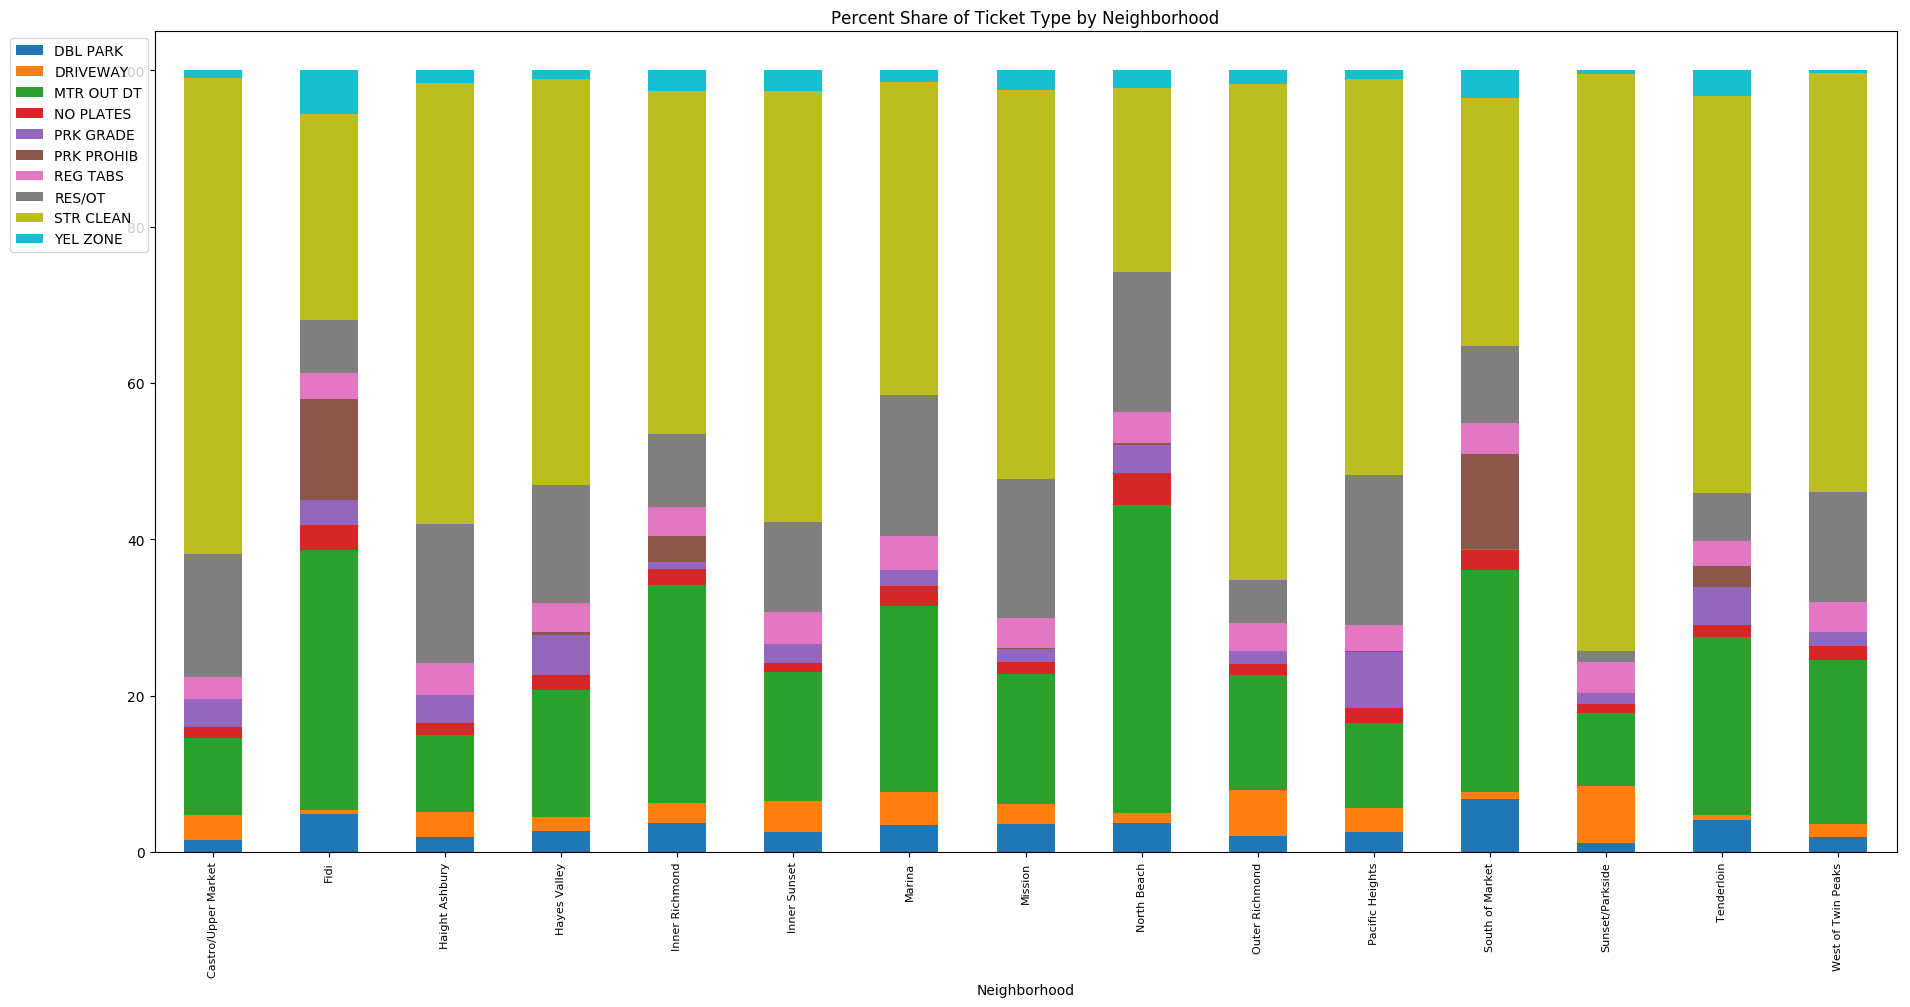 Percent Share of Ticket Type by Neighborhood
DBL PARK
DRIVEWAY
MTR OUT DT
NO PLATES
PRK GRADE
PRK PROHIB
REG TABS
RES/OT
STR CLEAN
YEL ZONE
100
80
60
40
20
0
Castro/Upper Market
Fidi
Haight Ashbury
Hayes Valley
Inner Richmond
Inner Sunset
Marina
Mission
North Beach
Outer Richmond
Pacific Heights
South of Market
Sunset/Parkside
Tenderloin
West of Twin Peaks
Neighborhood